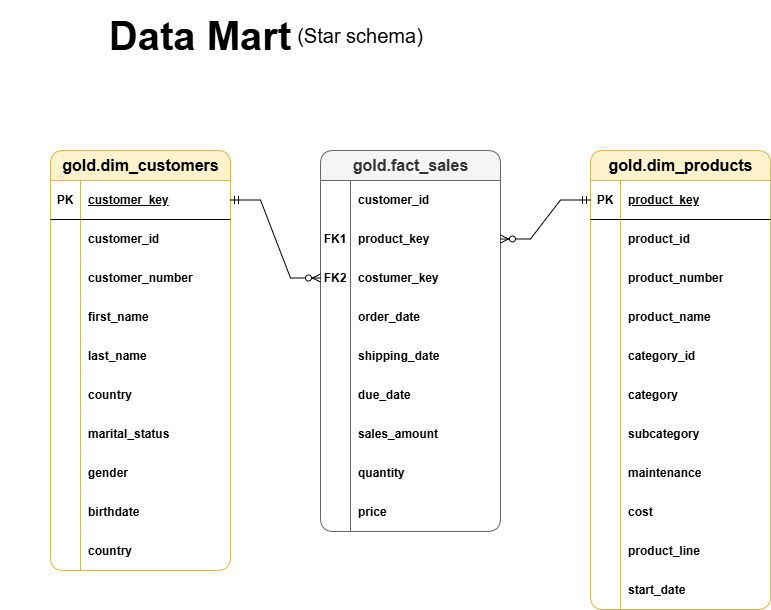 Data Mart (Star schema)
gold.dim_customers
PK customer_key
customer_id
customer_number
first_name
last_name
country
marital_status
gender
birthdate
country
gold.fact_sales
customer_id
FK1 product_key
FK2 costumer_key
order_date
shipping_date
due_date
sales_amount
quantity
price
gold.dim_products
PK product_key
product_id
product_number
product_name
category_id
category
subcategory
maintenance
cost
product_line
start_date